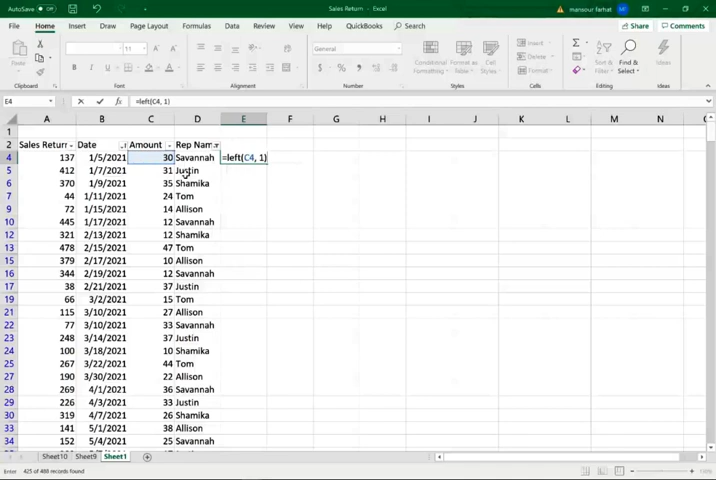 AutoSave Off
Sales Return - Excel
mansour farhat
File Home Insert Draw Page Layout Formulas Data Review View Help QuickBooks Search Share Comments
Paste
11
General
Conditional Formatting
Format as Table
Cell Styles
Insert
Delete
Format
Sort & Filter
Find & Select
Clipboard Font Alignment Number Styles Cells Editing
E4 =left(C4, 1)
A B C D E F G H I J K L M N
1
2 Sales Return Date Amount Rep Name
4 137 1/5/2021 30 Savannah =left(C4, 1)
5 412 1/7/2021 31 Justin
6 370 1/9/2021 35 Shamika
7 44 1/11/2021 24 Tom
9 72 1/15/2021 14 Allison
10 445 1/17/2021 12 Savannah
12 321 2/13/2021 12 Shamika
13 478 2/15/2021 47 Tom
15 379 2/17/2021 10 Allison
16 344 2/19/2021 12 Savannah
17 38 2/21/2021 37 Justin
19 66 3/2/2021 15 Tom
21 115 3/10/2021 27 Allison
22 77 3/12/2021 33 Savannah
23 248 3/14/2021 37 Justin
24 100 3/18/2021 10 Shamika
25 267 3/22/2021 44 Tom
27 190 3/30/2021 22 Allison
28 269 4/1/2021 36 Savannah
29 226 4/3/2021 33 Justin
30 319 4/7/2021 26 Shamika
33 141 5/1/2021 38 Allison
34 152 5/4/2021 25 Savannah
Sheet10 Sheet9 Sheet1
Enter 425 of 488 records found